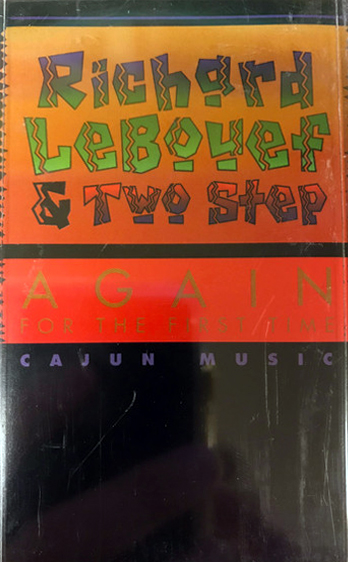 Richard
LeBouef
& Two Step
AGAIN
FOR THE FIRST TIME
CAJUN MUSIC